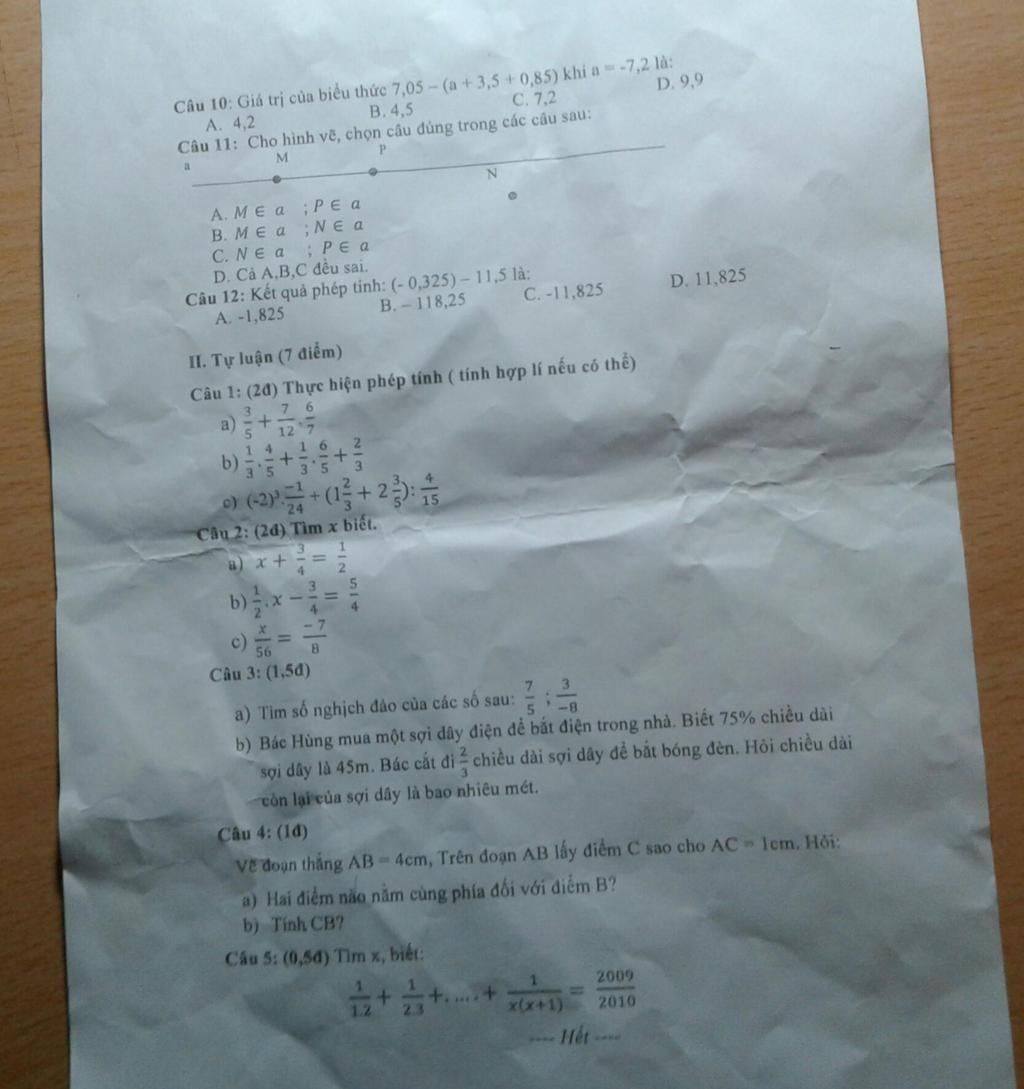 Câu 10: Giá trị của biểu thức 7,05 – (a + 3,5 + 0,85) khi a = -7,2 là:
A. 4,2 B. 4,5 C. 7,2 D. 9,9
Câu 11: Cho hình vẽ, chọn câu đúng trong các câu sau:
a M P N
A. M ∈ a ; P ∈ a
B. M ∈ a ; N ∈ a
C. N ∈ a ; P ∈ a
D. Cả A,B,C đều sai.
Câu 12: Kết quả phép tính: (- 0,325) – 11,5 là:
A. -1,825 B. – 118,25 C. -11,825 D. 11,825
II. Tự luận (7 điểm)
Câu 1: (2đ) Thực hiện phép tính ( tính hợp lí nếu có thể)
a) 3/5 + 7/12 . 6/7
b) 1/3 . 4/5 + 1/3 . 6/5 + 2/3
c) (-2)³. -1/24 + (1 2/3 + 2 3/5): 4/15
Câu 2: (2đ) Tìm x biết.
a) x + 3/4 = 1/2
b) 1/2 . x – 3/4 = 5/4
c) x/56 = -7/8
Câu 3: (1,5đ)
a) Tìm số nghịch đảo của các số sau: 7/5 ; 3/-8
b) Bác Hùng mua một sợi dây điện để bắt điện trong nhà. Biết 75% chiều dài
sợi dây là 45m. Bác cắt đi 2/3 chiều dài sợi dây để bắt bóng đèn. Hỏi chiều dài
còn lại của sợi dây là bao nhiêu mét.
Câu 4: (1đ)
Vẽ đoạn thẳng AB = 4cm, Trên đoạn AB lấy điểm C sao cho AC = 1cm. Hỏi:
a) Hai điểm nào nằm cùng phía đối với điểm B?
b) Tính CB?
Câu 5: (0,5đ) Tìm x, biết:
1/1.2 + 1/2.3 +.....+ 1/x(x+1) = 2009/2010
---- Hết ----